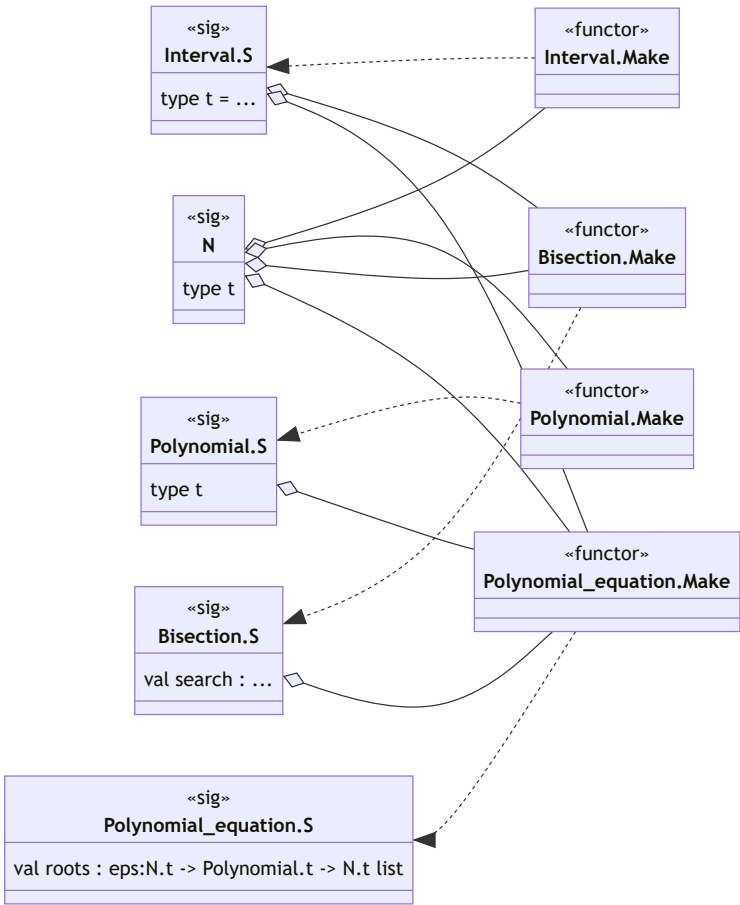 «sig»
Interval.S
type t = ...
«functor»
Interval.Make
«sig»
N
type t
«functor»
Bisection.Make
«sig»
Polynomial.S
type t
«functor»
Polynomial.Make
«functor»
Polynomial_equation.Make
«sig»
Bisection.S
val search : ...
«sig»
Polynomial_equation.S
val roots : eps:N.t -> Polynomial.t -> N.t list